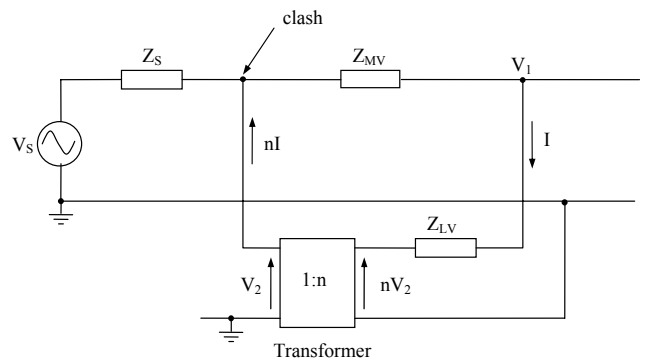 clash
Z_S
Z_MV
V_1
V_S
nI
I
Z_LV
V_2
1:n
nV_2
Transformer